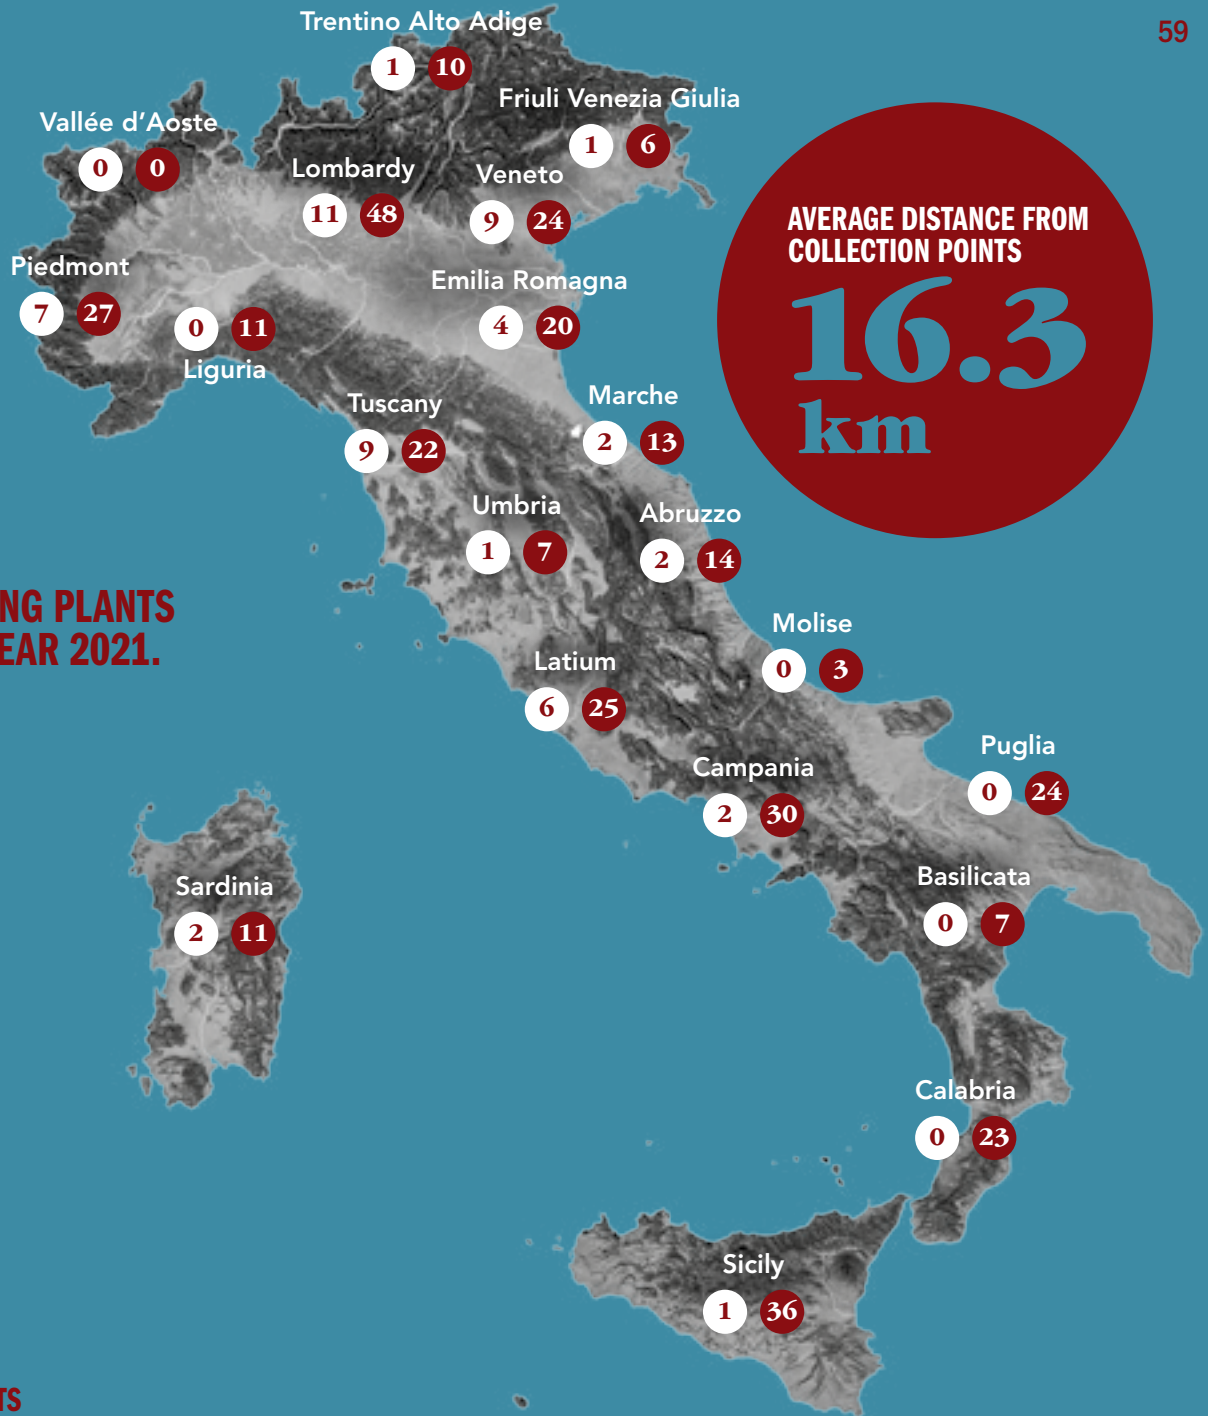 59
Trentino Alto Adige
1 10
Friuli Venezia Giulia
1 6
Vallée d'Aoste
0 0
Lombardy
11 48
Veneto
9 24
AVERAGE DISTANCE FROM
COLLECTION POINTS
16.3
km
Piedmont
7 27
0 11
Liguria
Emilia Romagna
4 20
Tuscany
9 22
Marche
2 13
Umbria
1 7
Abruzzo
2 14
NG PLANTS
EAR 2021.
Molise
0 3
Latium
6 25
Puglia
0 24
Campania
2 30
Sardinia
2 11
Basilicata
0 7
Calabria
0 23
Sicily
1 36
TS